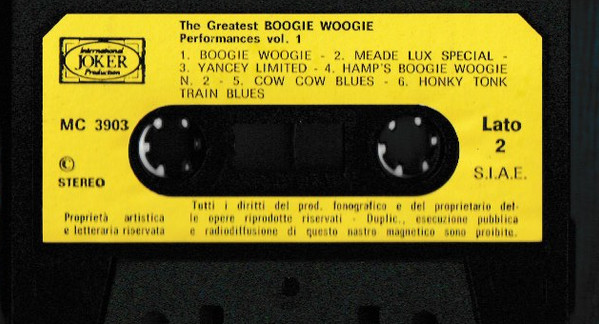 The Greatest BOOGIE WOOGIE
Performances vol. 1
International
JOKER
Production
1. BOOGIE WOOGIE - 2. MEADE LUX SPECIAL -
3. YANCEY LIMITED - 4. HAMP'S BOOGIE WOOGIE
N. 2 - 5. COW COW BLUES - 6. HONKY TONK
TRAIN BLUES
MC 3903
Lato
2
©
STEREO
S.I.A.E.
Proprietà artistica
e letteraria riservata
Tutti i diritti del prod. fonografico e del proprietario del-
le opere riprodotte riservati - Duplic., esecuzione pubblica
e radiodiffusione di questo nastro magnetico sono proibite.